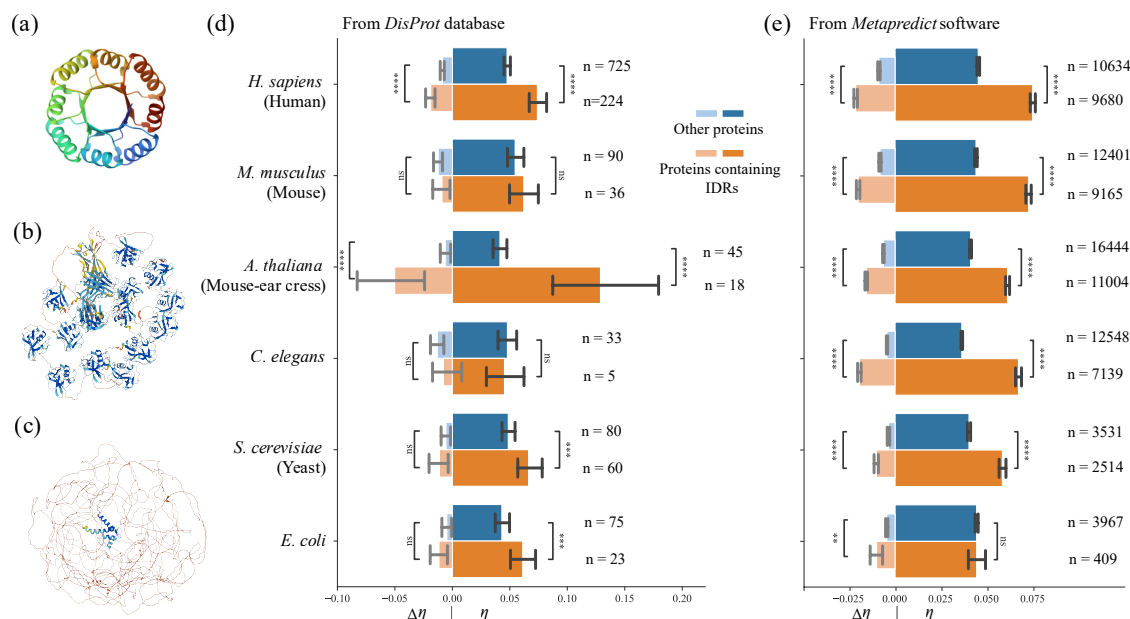 (a)
(b)
(c)
(d)
From DisProt database
H. sapiens
(Human)
M. musculus
(Mouse)
A. thaliana
(Mouse-ear cress)
C. elegans
S. cerevisiae
(Yeast)
E. coli
****
****
n = 725
n=224
ns
ns
n = 90
n = 36
****
****
n = 45
n = 18
ns
ns
n = 33
n = 5
ns
***
n = 80
n = 60
ns
***
n = 75
n = 23
Other proteins
Proteins containing
IDRs
−0.10 −0.05 0.00 0.05 0.10 0.15 0.20
Δη | η
(e)
From Metapredict software
****
****
n = 10634
n = 9680
****
****
n = 12401
n = 9165
****
****
n = 16444
n = 11004
****
****
n = 12548
n = 7139
****
****
n = 3531
n = 2514
**
ns
n = 3967
n = 409
−0.025 0.000 0.025 0.050 0.075
Δη | η